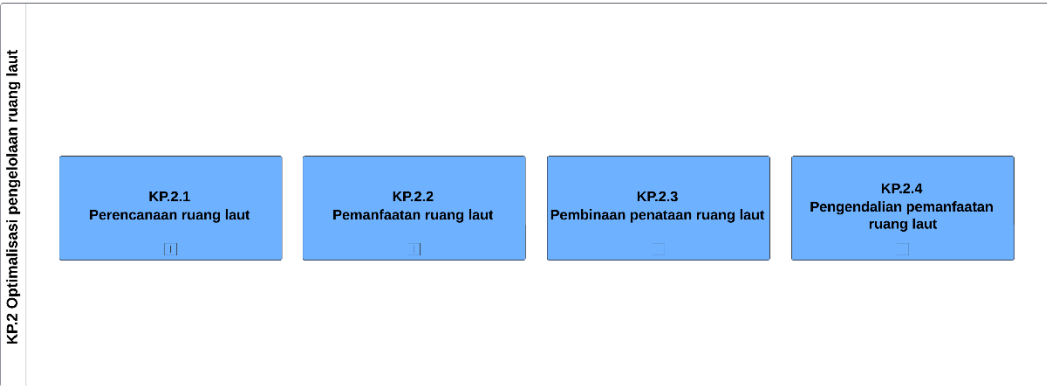 KP.2 Optimalisasi pengelolaan ruang laut
KP.2.1
Perencanaan ruang laut
KP.2.2
Pemanfaatan ruang laut
KP.2.3
Pembinaan penataan ruang laut
KP.2.4
Pengendalian pemanfaatan
ruang laut